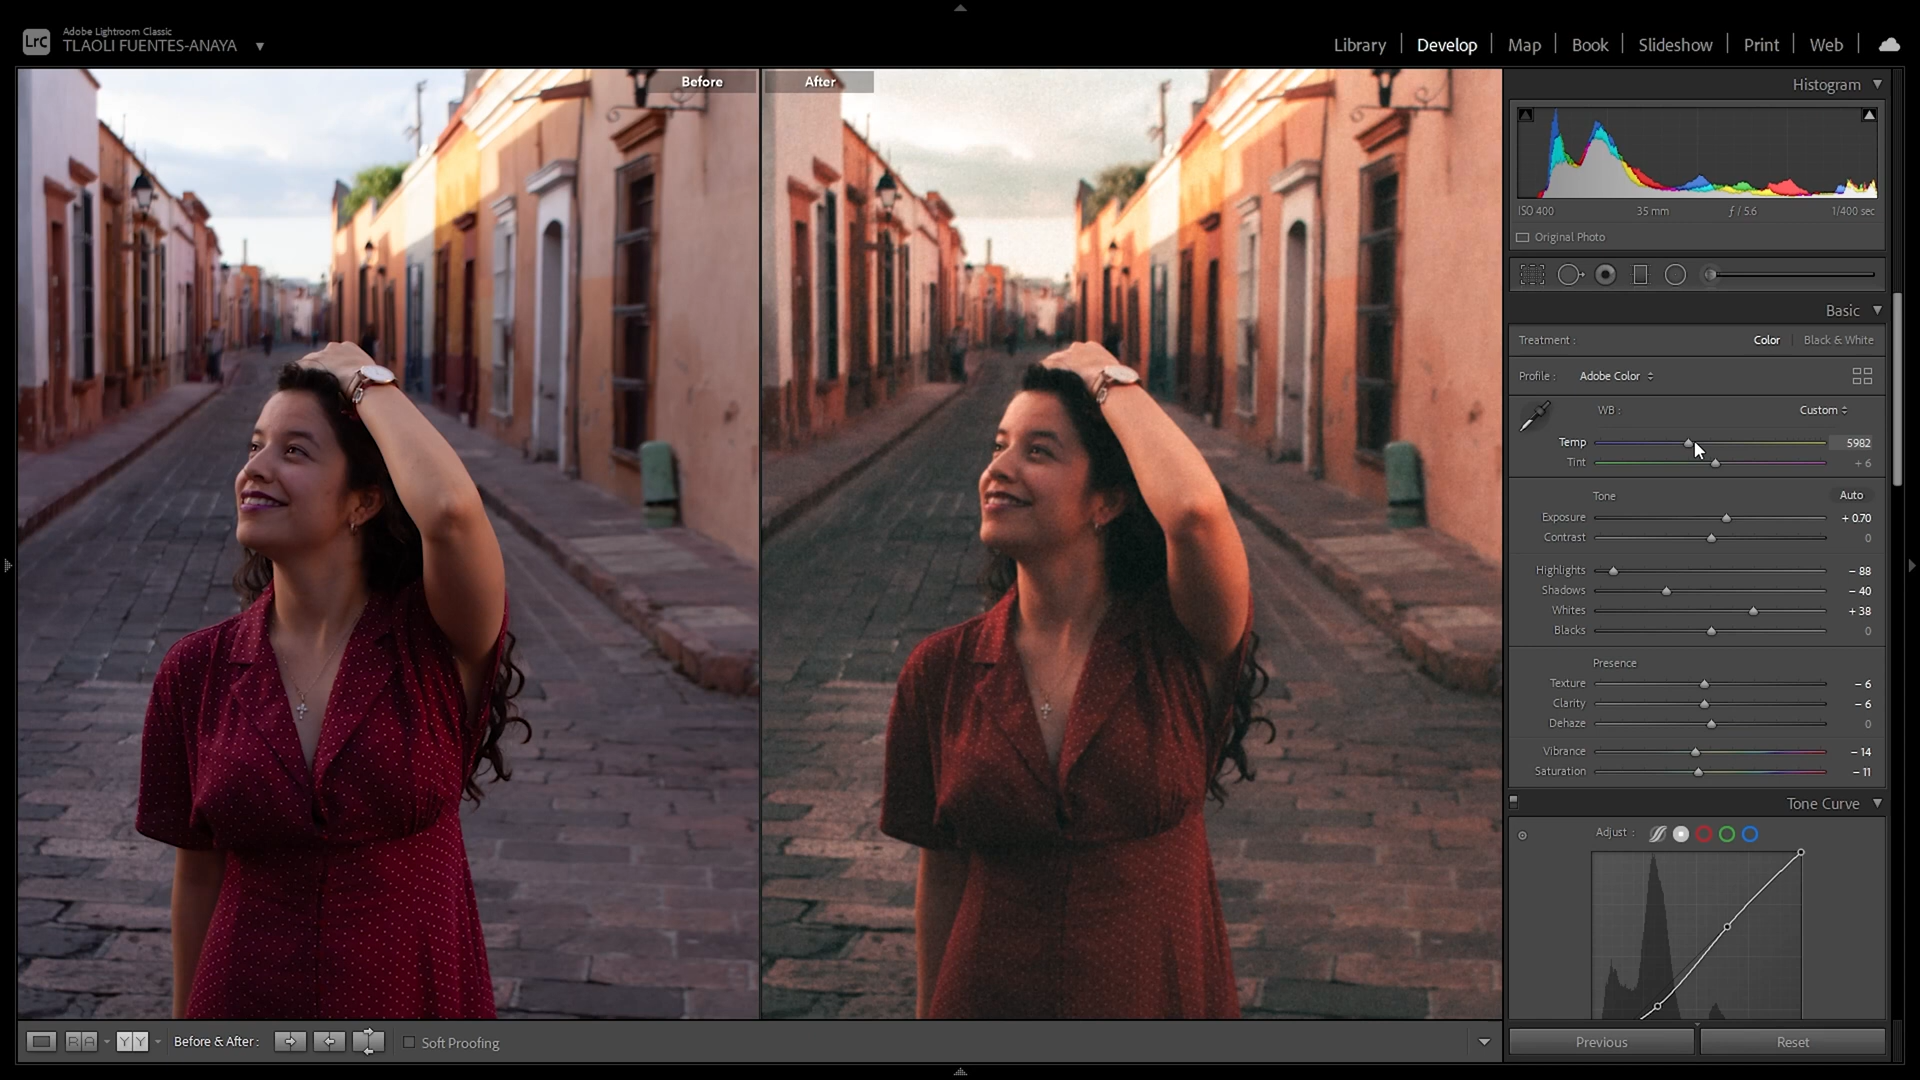 LrC
Adobe Lightroom Classic
TLAOLI FUENTES-ANAYA
Library | Develop | Map | Book | Slideshow | Print | Web
Before
After
Histogram
ISO 400 35 mm ƒ / 5.6 1/400 sec
Original Photo
Basic
Treatment : Color | Black & White
Profile : Adobe Color
WB : Custom
Temp 5982
Tint + 6
Tone Auto
Exposure + 0.70
Contrast 0
Highlights – 88
Shadows – 40
Whites + 38
Blacks 0
Presence
Texture – 6
Clarity – 6
Dehaze 0
Vibrance – 14
Saturation – 11
Tone Curve
Adjust :
R A
Y Y
Before & After :
Soft Proofing
Previous
Reset